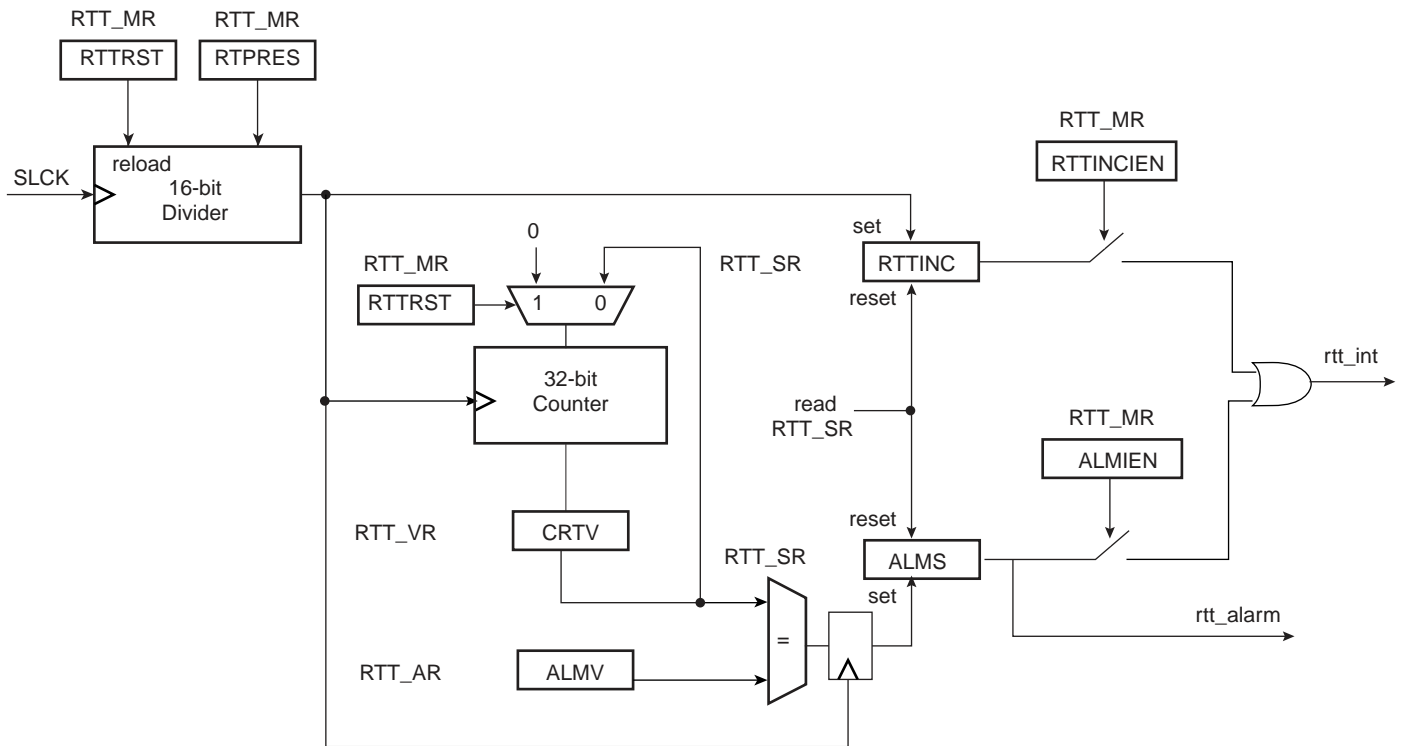 RTT_MR
RTT_MR
RTTRST
RTPRES
reload
16-bit
Divider
SLCK
RTT_MR
RTTINCIEN
0
set
RTT_MR
RTT_SR
RTTINC
RTTRST
1 0
reset
32-bit
Counter
rtt_int
read
RTT_SR
RTT_MR
ALMIEN
reset
RTT_VR
CRTV
RTT_SR
ALMS
set
rtt_alarm
=
RTT_AR
ALMV